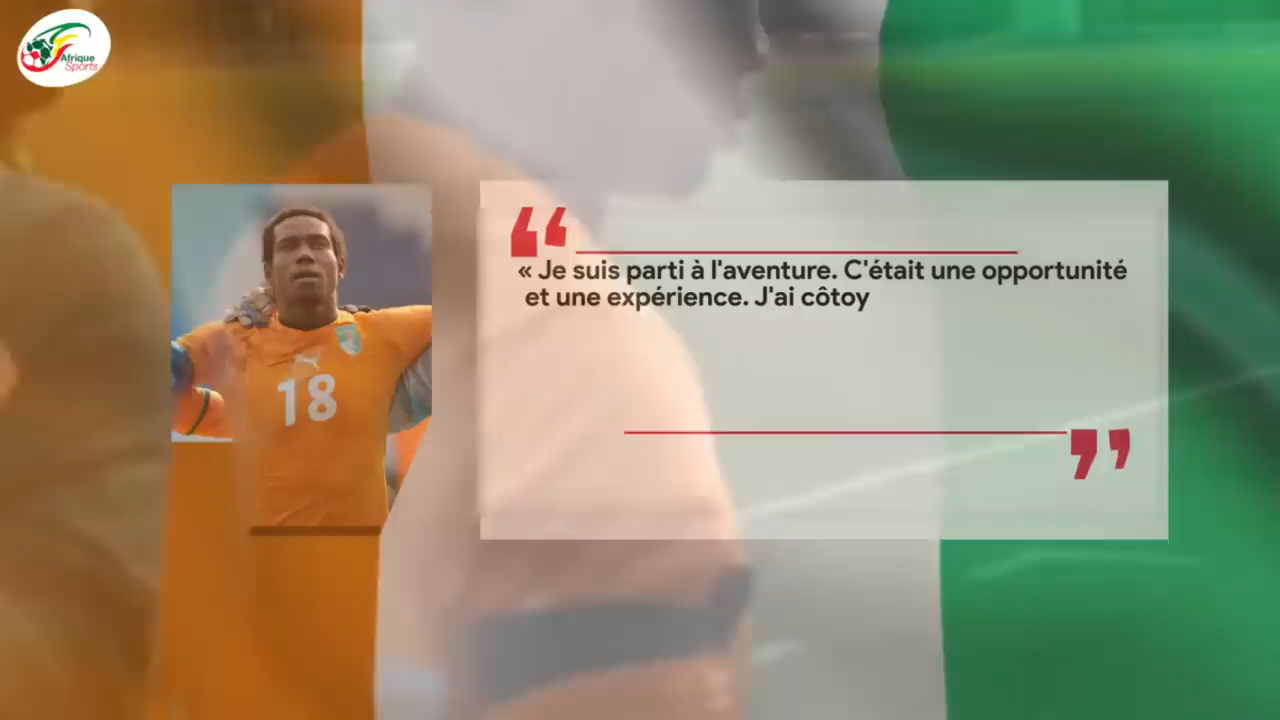 Afrique
Sports
« Je suis parti à l'aventure. C'était une opportunité
et une expérience. J'ai côtoy
18